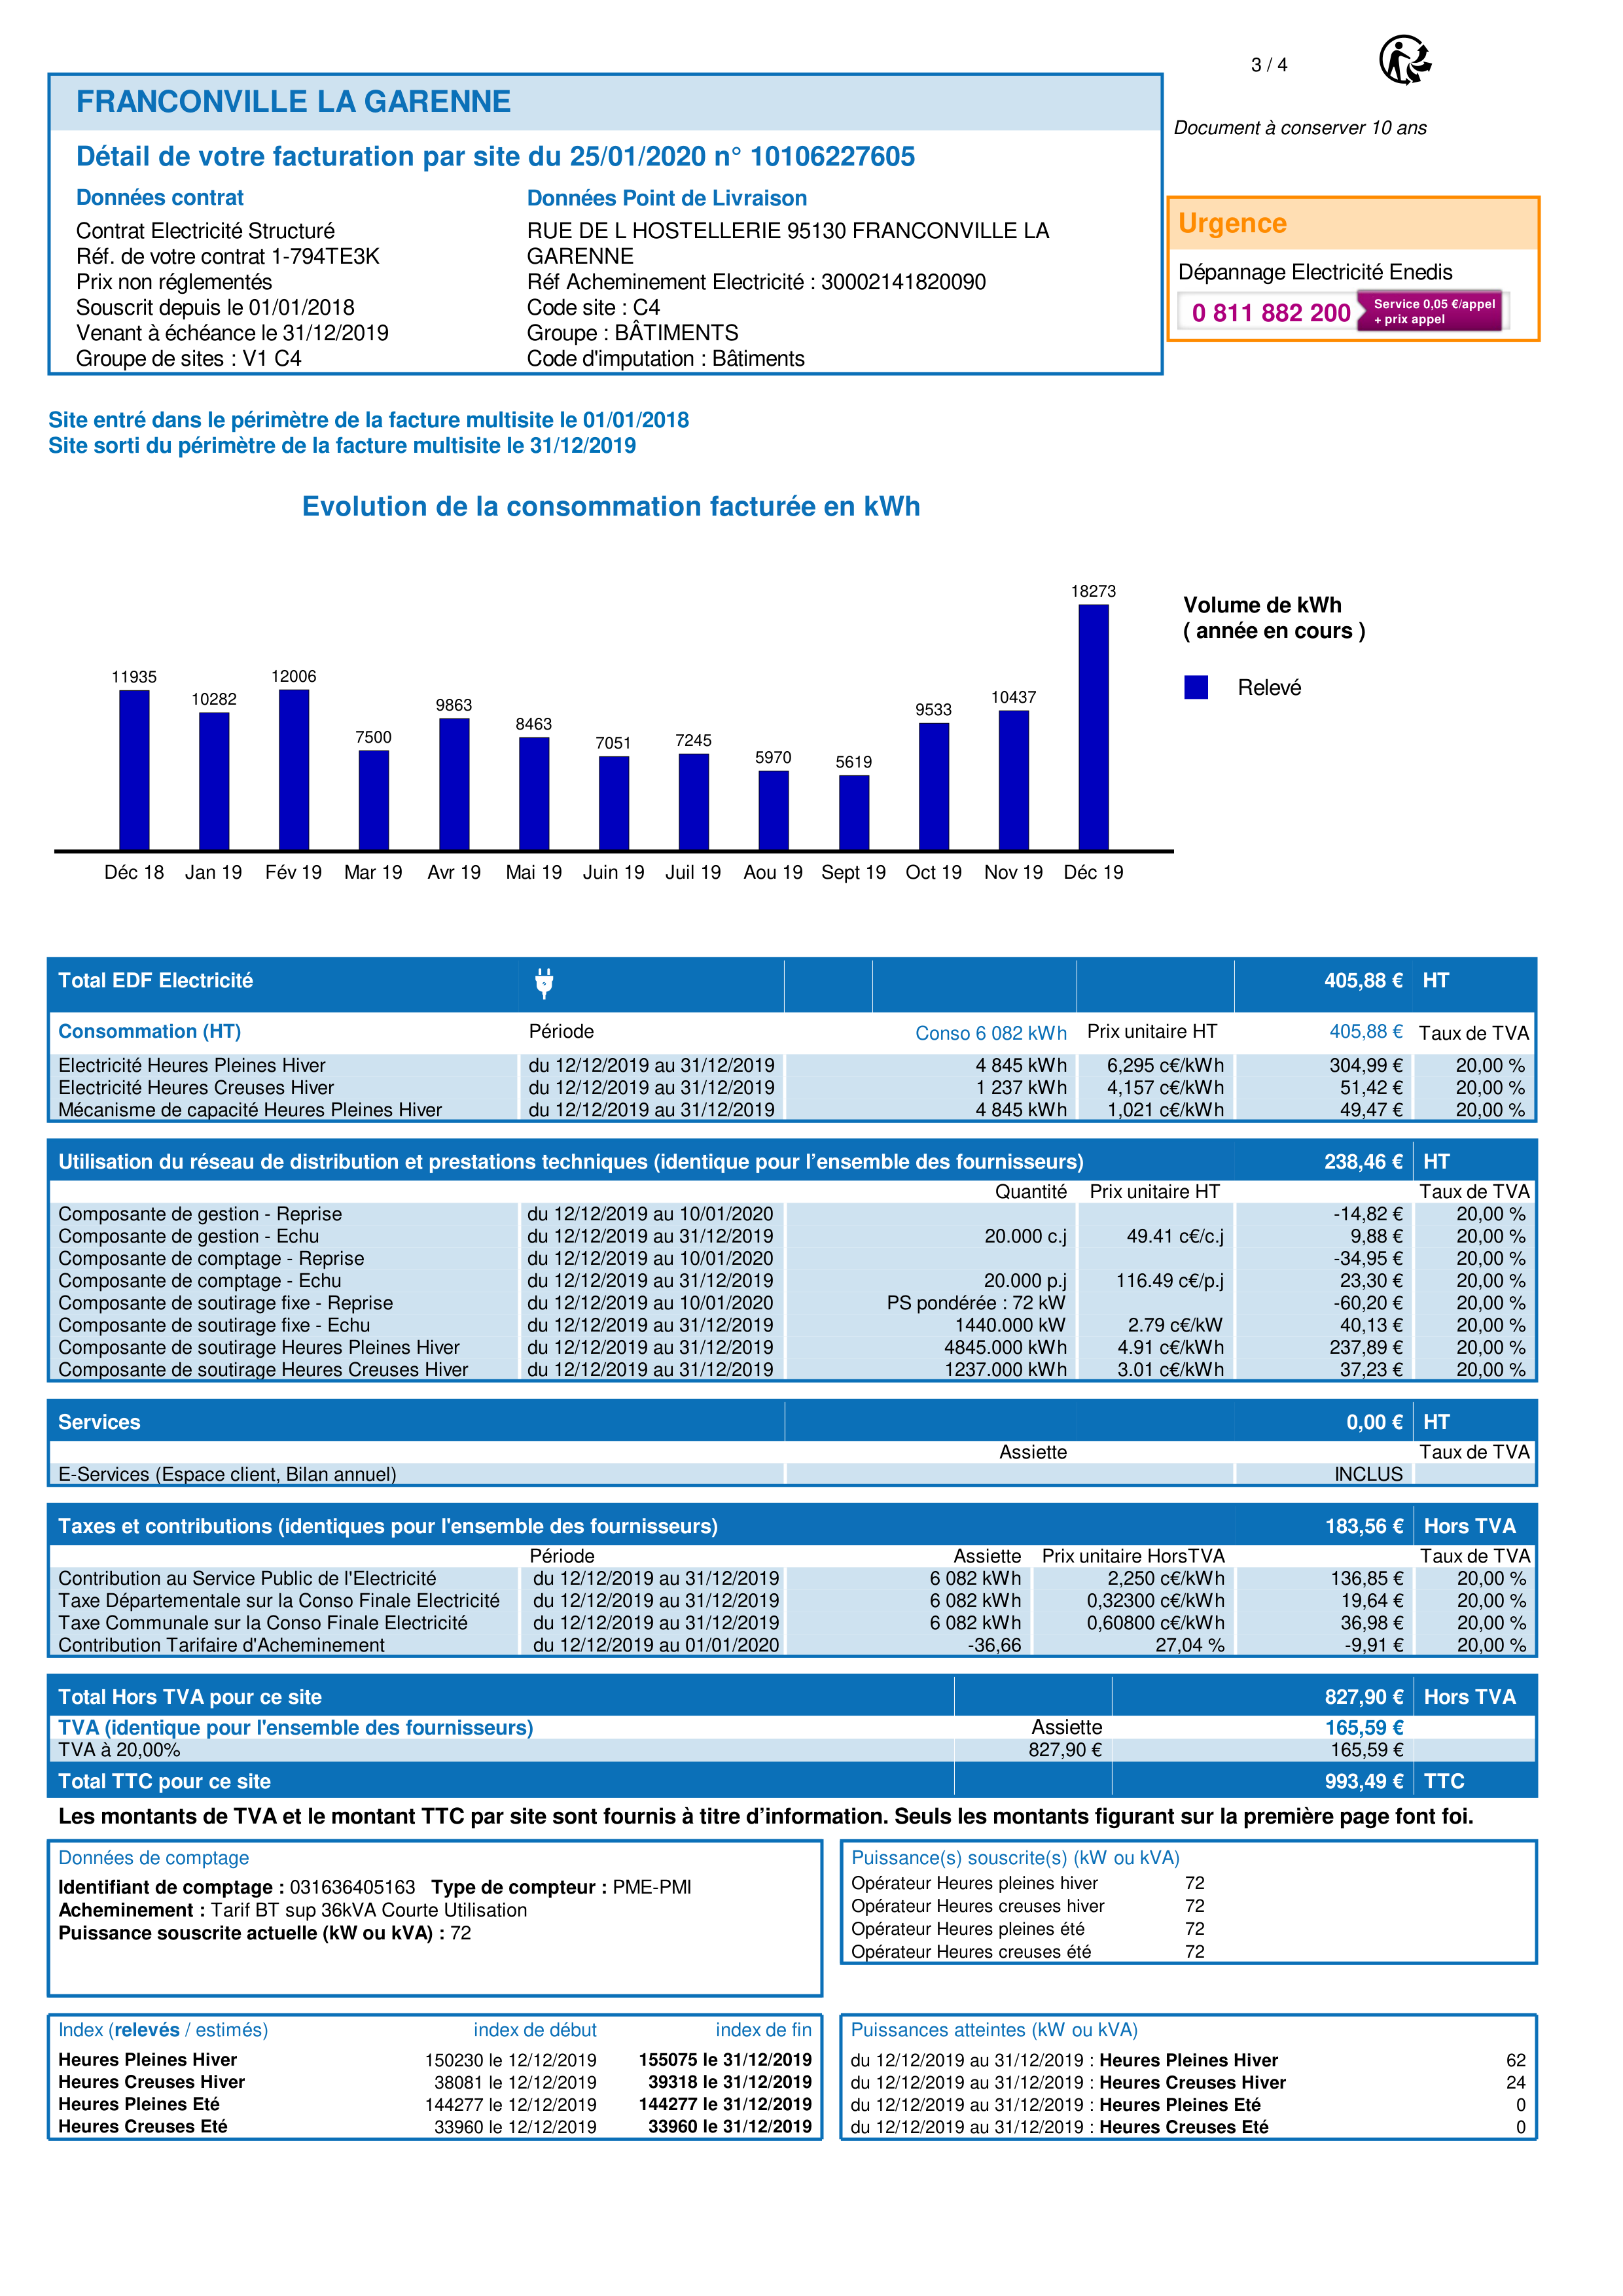 3 / 4
FRANCONVILLE LA GARENNE
Document à conserver 10 ans
Détail de votre facturation par site du 25/01/2020 n° 10106227605
Données contrat
Contrat Electricité Structuré
Réf. de votre contrat 1-794TE3K
Prix non réglementés
Souscrit depuis le 01/01/2018
Venant à échéance le 31/12/2019
Groupe de sites : V1 C4
Données Point de Livraison
RUE DE L HOSTELLERIE 95130 FRANCONVILLE LA
GARENNE
Réf Acheminement Electricité : 30002141820090
Code site : C4
Groupe : BÂTIMENTS
Code d'imputation : Bâtiments
Urgence
Dépannage Electricité Enedis
0 811 882 200 Service 0,05 €/appel
+ prix appel
Site entré dans le périmètre de la facture multisite le 01/01/2018
Site sorti du périmètre de la facture multisite le 31/12/2019
Evolution de la consommation facturée en kWh
11935 10282 12006 7500 9863 8463 7051 7245 5970 5619 9533 10437 18273
Déc 18 Jan 19 Fév 19 Mar 19 Avr 19 Mai 19 Juin 19 Juil 19 Aou 19 Sept 19 Oct 19 Nov 19 Déc 19
Volume de kWh
( année en cours )
Relevé
Total EDF Electricité 405,88 € HT
Consommation (HT) Période Conso 6 082 kWh Prix unitaire HT 405,88 € Taux de TVA
Electricité Heures Pleines Hiver du 12/12/2019 au 31/12/2019 4 845 kWh 6,295 c€/kWh 304,99 € 20,00 %
Electricité Heures Creuses Hiver du 12/12/2019 au 31/12/2019 1 237 kWh 4,157 c€/kWh 51,42 € 20,00 %
Mécanisme de capacité Heures Pleines Hiver du 12/12/2019 au 31/12/2019 4 845 kWh 1,021 c€/kWh 49,47 € 20,00 %
Utilisation du réseau de distribution et prestations techniques (identique pour l’ensemble des fournisseurs) 238,46 € HT
Quantité Prix unitaire HT Taux de TVA
Composante de gestion - Reprise du 12/12/2019 au 10/01/2020 -14,82 € 20,00 %
Composante de gestion - Echu du 12/12/2019 au 31/12/2019 20.000 c.j 49.41 c€/c.j 9,88 € 20,00 %
Composante de comptage - Reprise du 12/12/2019 au 10/01/2020 -34,95 € 20,00 %
Composante de comptage - Echu du 12/12/2019 au 31/12/2019 20.000 p.j 116.49 c€/p.j 23,30 € 20,00 %
Composante de soutirage fixe - Reprise du 12/12/2019 au 10/01/2020 PS pondérée : 72 kW -60,20 € 20,00 %
Composante de soutirage fixe - Echu du 12/12/2019 au 31/12/2019 1440.000 kW 2.79 c€/kW 40,13 € 20,00 %
Composante de soutirage Heures Pleines Hiver du 12/12/2019 au 31/12/2019 4845.000 kWh 4.91 c€/kWh 237,89 € 20,00 %
Composante de soutirage Heures Creuses Hiver du 12/12/2019 au 31/12/2019 1237.000 kWh 3.01 c€/kWh 37,23 € 20,00 %
Services 0,00 € HT
Assiette Taux de TVA
E-Services (Espace client, Bilan annuel) INCLUS
Taxes et contributions (identiques pour l'ensemble des fournisseurs) 183,56 € Hors TVA
Période Assiette Prix unitaire HorsTVA Taux de TVA
Contribution au Service Public de l'Electricité du 12/12/2019 au 31/12/2019 6 082 kWh 2,250 c€/kWh 136,85 € 20,00 %
Taxe Départementale sur la Conso Finale Electricité du 12/12/2019 au 31/12/2019 6 082 kWh 0,32300 c€/kWh 19,64 € 20,00 %
Taxe Communale sur la Conso Finale Electricité du 12/12/2019 au 31/12/2019 6 082 kWh 0,60800 c€/kWh 36,98 € 20,00 %
Contribution Tarifaire d'Acheminement du 12/12/2019 au 01/01/2020 -36,66 27,04 % -9,91 € 20,00 %
Total Hors TVA pour ce site 827,90 € Hors TVA
TVA (identique pour l'ensemble des fournisseurs) Assiette 165,59 €
TVA à 20,00% 827,90 € 165,59 €
Total TTC pour ce site 993,49 € TTC
Les montants de TVA et le montant TTC par site sont fournis à titre d’information. Seuls les montants figurant sur la première page font foi.
Données de comptage
Identifiant de comptage : 031636405163 Type de compteur : PME-PMI
Acheminement : Tarif BT sup 36kVA Courte Utilisation
Puissance souscrite actuelle (kW ou kVA) : 72
Puissance(s) souscrite(s) (kW ou kVA)
Opérateur Heures pleines hiver 72
Opérateur Heures creuses hiver 72
Opérateur Heures pleines été 72
Opérateur Heures creuses été 72
Index (relevés / estimés) index de début index de fin
Heures Pleines Hiver 150230 le 12/12/2019 155075 le 31/12/2019
Heures Creuses Hiver 38081 le 12/12/2019 39318 le 31/12/2019
Heures Pleines Eté 144277 le 12/12/2019 144277 le 31/12/2019
Heures Creuses Eté 33960 le 12/12/2019 33960 le 31/12/2019
Puissances atteintes (kW ou kVA)
du 12/12/2019 au 31/12/2019 : Heures Pleines Hiver 62
du 12/12/2019 au 31/12/2019 : Heures Creuses Hiver 24
du 12/12/2019 au 31/12/2019 : Heures Pleines Eté 0
du 12/12/2019 au 31/12/2019 : Heures Creuses Eté 0